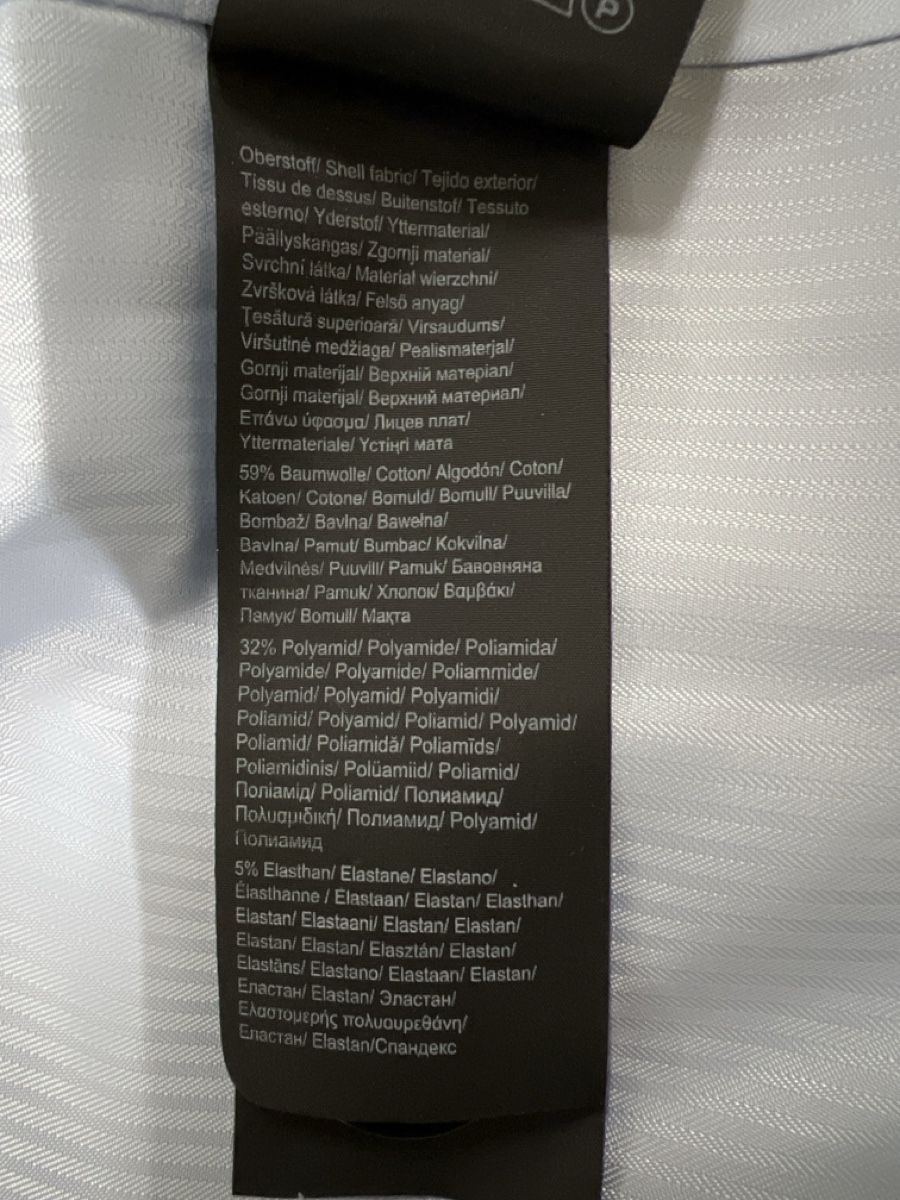 P
Oberstoff/ Shell fabric/ Tejido exterior/
Tissu de dessus/ Buitenstof/ Tessuto
esterno/ Yderstof/ Yttermaterial/
Päällyskangas/ Zgornji material/
Svrchní látka/ Materiał wierzchni/
Zvršková látka/ Felső anyag/
Țesătură superioară/ Virsaudums/
Viršutinė medžiaga/ Pealismaterjal/
Gornji materijal/ Верхній матеріал/
Gornji materijal/ Верхний материал/
Επάνω ύφασμα/ Лицев плат/
Yttermateriale/ Үстіңгі мата
59% Baumwolle/ Cotton/ Algodón/ Coton/
Katoen/ Cotone/ Bomuld/ Bomull/ Puuvilla/
Bombaž/ Bavlna/ Bawełna/
Bavlna/ Pamut/ Bumbac/ Kokvilna/
Medvilnės/ Puuvill/ Pamuk/ Бавовняна
тканина/ Pamuk/ Хлопок/ Βαμβάκι/
Памук/ Bomull/ Мақта
32% Polyamid/ Polyamide/ Poliamida/
Polyamide/ Polyamide/ Poliammide/
Polyamid/ Polyamid/ Polyamidi/
Poliamid/ Polyamid/ Poliamid/ Polyamid/
Poliamid/ Poliamidă/ Poliamīds/
Poliamidinis/ Polüamiid/ Poliamid/
Поліамід/ Poliamid/ Полиамид/
Πολυαμιδική/ Полиамид/ Polyamid/
Полиамид
5% Elasthan/ Elastane/ Elastano/
Élasthanne / Elastaan/ Elastan/ Elasthan/
Elastan/ Elastaani/ Elastan/ Elastan/
Elastan/ Elastan/ Elasztán/ Elastan/
Elastāns/ Elastano/ Elastaan/ Elastan/
Еластан/ Elastan/ Эластан/
Ελαστομερής πολυουρεθάνη/
Еластан/ Elastan/Спандекс